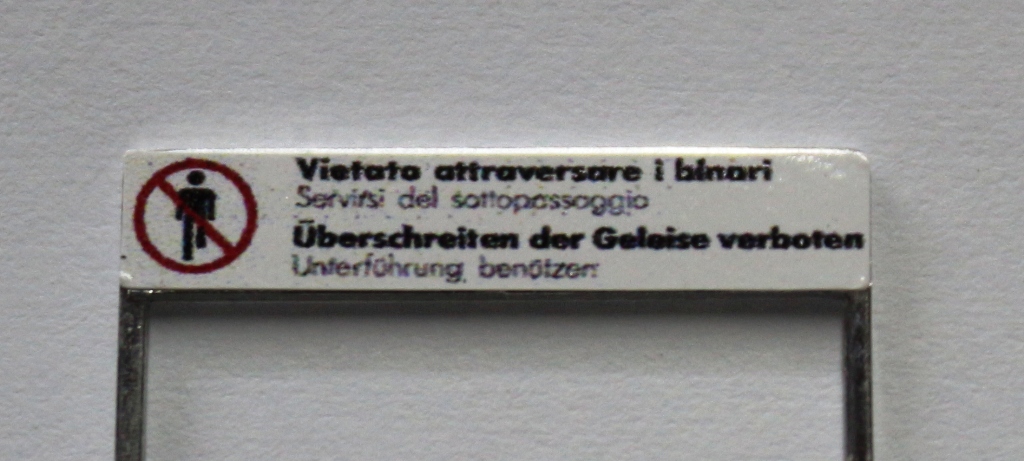 Vietato attraversare i binari
Servirsi del sottopassaggio
Überschreiten der Geleise verboten
Unterführung benützen